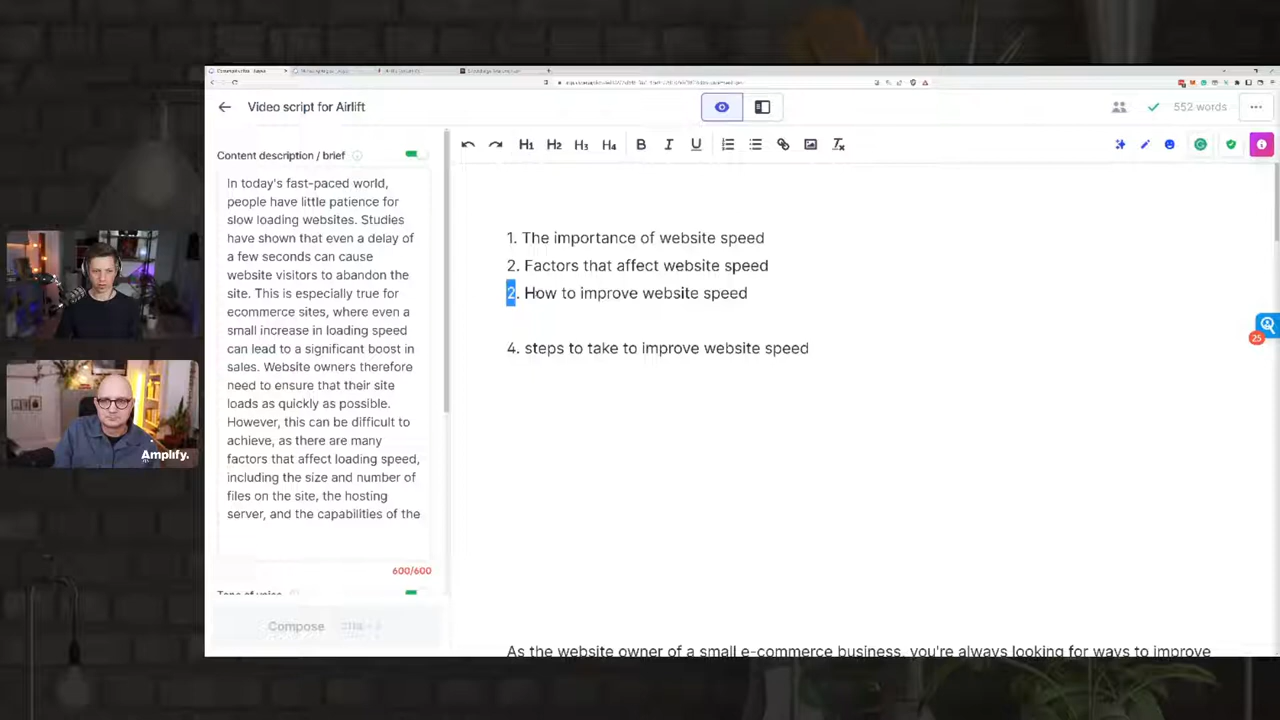 Video script for Airlift
552 words
Content description / brief
H1 H2 H3 H4 B I U
In today's fast-paced world,
people have little patience for
slow loading websites. Studies
have shown that even a delay of
a few seconds can cause
website visitors to abandon the
site. This is especially true for
ecommerce sites, where even a
small increase in loading speed
can lead to a significant boost in
sales. Website owners therefore
need to ensure that their site
loads as quickly as possible.
However, this can be difficult to
achieve, as there are many
factors that affect loading speed,
including the size and number of
files on the site, the hosting
server, and the capabilities of the
600/600
Tone of voice
Compose
1. The importance of website speed
2. Factors that affect website speed
2. How to improve website speed
4. steps to take to improve website speed
As the website owner of a small e-commerce business, you're always looking for ways to improve
25
Amplify.